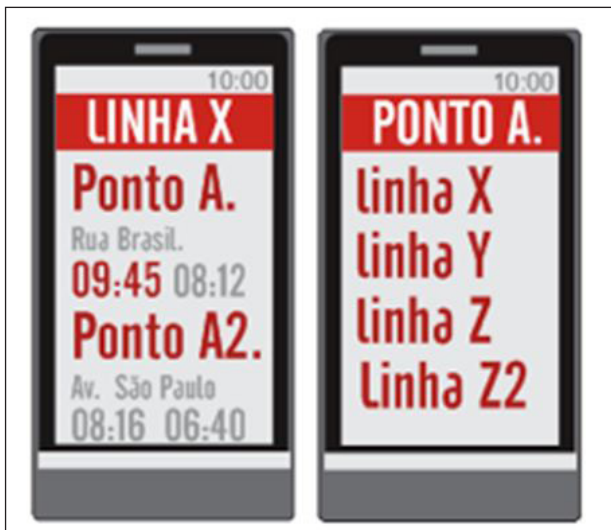 10:00
LINHA X
Ponto A.
Rua Brasil.
09:45 08:12
Ponto A2.
Av. São Paulo
08:16 06:40
10:00
PONTO A.
linha X
linha Y
linha Z
Linha Z2